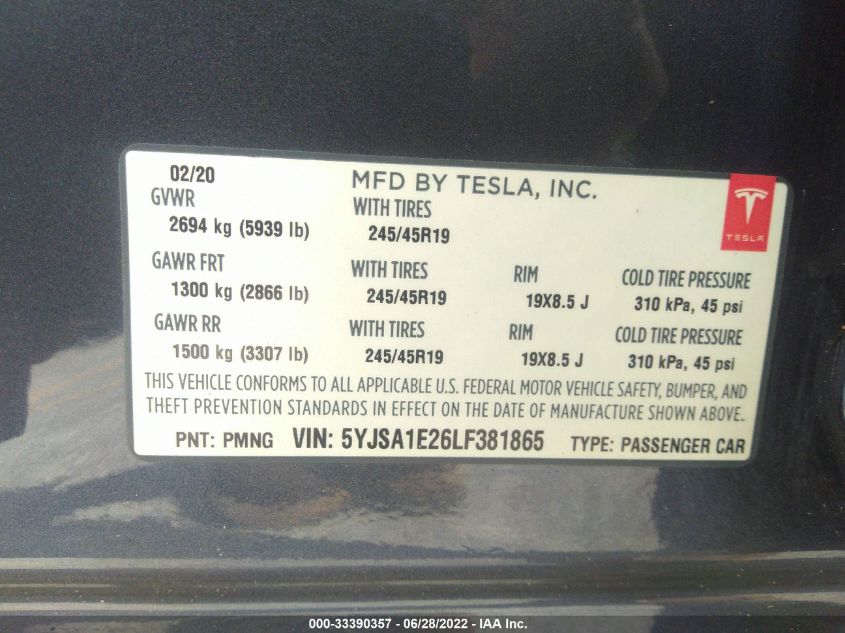 02/20 MFD BY TESLA, INC.
GVWR WITH TIRES
2694 kg (5939 lb) 245/45R19
TESLA
GAWR FRT WITH TIRES RIM COLD TIRE PRESSURE
1300 kg (2866 lb) 245/45R19 19X8.5 J 310 kPa, 45 psi
GAWR RR WITH TIRES RIM COLD TIRE PRESSURE
1500 kg (3307 lb) 245/45R19 19X8.5 J 310 kPa, 45 psi
THIS VEHICLE CONFORMS TO ALL APPLICABLE U.S. FEDERAL MOTOR VEHICLE SAFETY, BUMPER, AND
THEFT PREVENTION STANDARDS IN EFFECT ON THE DATE OF MANUFACTURE SHOWN ABOVE.
PNT: PMNG VIN: 5YJSA1E26LF381865 TYPE: PASSENGER CAR
000-33390357 - 06/28/2022 - IAA Inc.